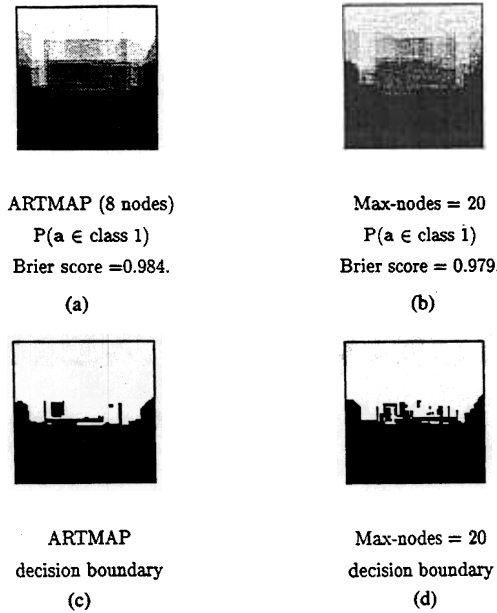 ARTMAP (8 nodes)
P(a ∈ class 1)
Brier score =0.984.
(a)
Max-nodes = 20
P(a ∈ class 1)
Brier score = 0.979.
(b)
ARTMAP
decision boundary
(c)
Max-nodes = 20
decision boundary
(d)